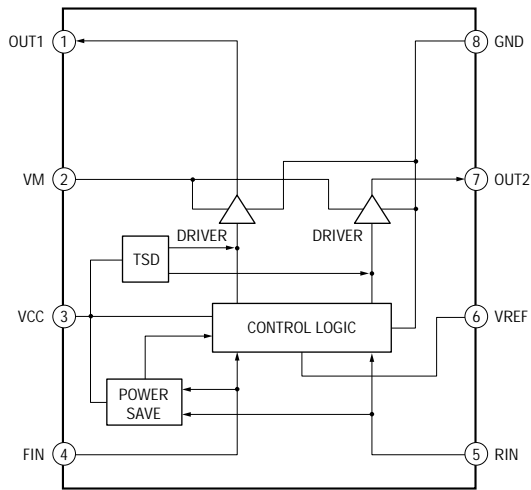 OUT1 1
8 GND
VM 2
7 OUT2
DRIVER DRIVER
TSD
VCC 3
CONTROL LOGIC
6 VREF
POWER
SAVE
FIN 4
5 RIN